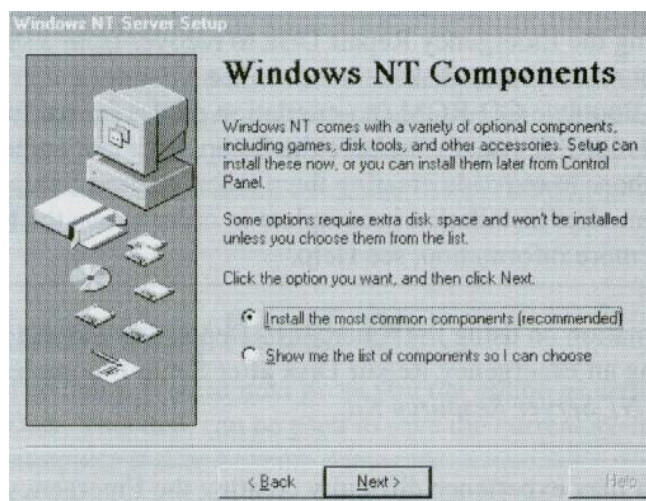 Windows NT Server Setup
Windows NT Components
Windows NT comes with a variety of optional components,
including games, disk tools, and other accessories. Setup can
install these now, or you can install them later from Control
Panel.
Some options require extra disk space and won't be installed
unless you choose them from the list.
Click the option you want, and then click Next.
Install the most common components (recommended)
Show me the list of components so I can choose
< Back
Next >
Help